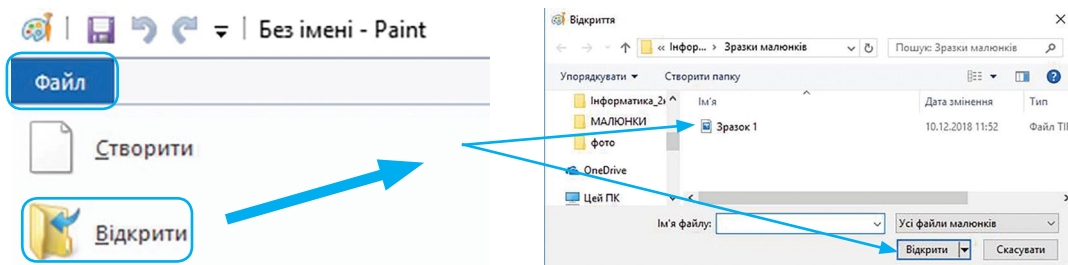 Без імені - Paint
Файл
Створити
Відкрити
Відкриття
« Інфор... › Зразки малюнків
Пошук: Зразки малюнків
Упорядкувати
Створити папку
Інформатика_2
МАЛЮНКИ
фото
OneDrive
Цей ПК
Ім'я
Дата змінення
Тип
Зразок 1
10.12.2018 11:52
Файл TI
Ім'я файлу:
Усі файли малюнків
Відкрити
Скасувати